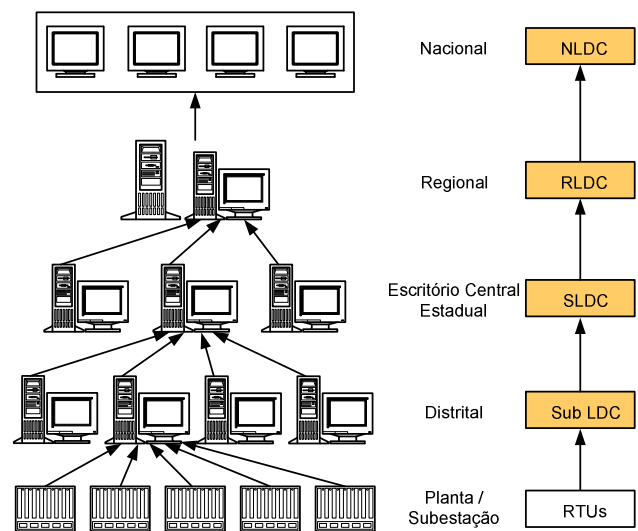 Nacional
NLDC
Regional
RLDC
Escritório Central
Estadual
SLDC
Distrital
Sub LDC
Planta /
Subestação
RTUs